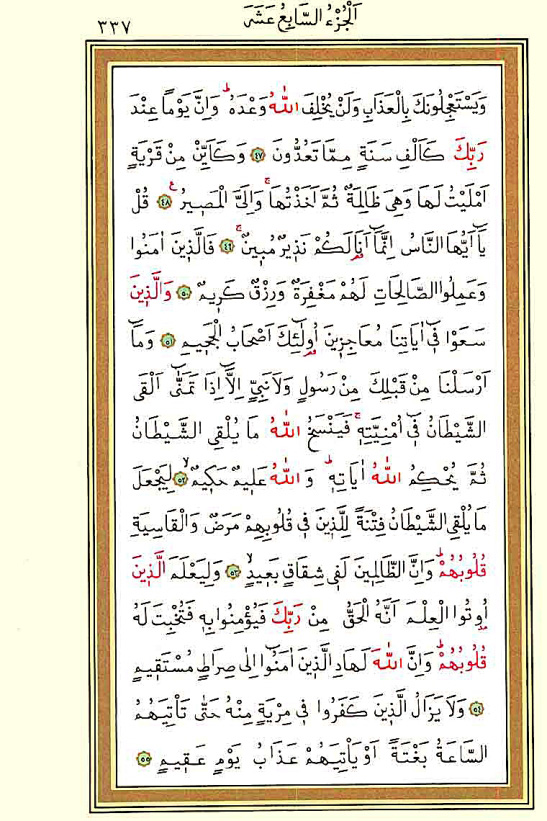 اَلْجُزْءُ السَّابِعُ عَشَرَ
٣٣٧
وَيَسْتَعْجِلُونَكَ بِالْعَذَابِ وَلَنْ يُخْلِفَ اللّٰهُ وَعْدَهُۜ وَاِنَّ يَوْماً عِنْدَ
رَبِّكَ كَاَلْفِ سَنَةٍ مِمَّا تَعُدُّونَ ﴿٤٧﴾ وَكَاَيِّنْ مِنْ قَرْيَةٍ
اَمْلَيْتُ لَهَا وَهِيَ ظَالِمَةٌ ثُمَّ اَخَذْتُهَاۚ وَاِلَيَّ الْمَصٖيرُ۟ ﴿٤٨﴾ قُلْ
يَٓا اَيُّهَا النَّاسُ اِنَّمَٓا اَنَا۬ لَكُمْ نَذٖيرٌ مُبٖينٌۚ ﴿٤٩﴾ فَالَّذٖينَ اٰمَنُوا
وَعَمِلُوا الصَّالِحَاتِ لَهُمْ مَغْفِرَةٌ وَرِزْقٌ كَرٖيمٌ ﴿٥٠﴾ وَالَّذٖينَ
سَعَوْا فٖٓي اٰيَاتِنَا مُعَاجِزٖينَ اُو۬لٰٓئِكَ اَصْحَابُ الْجَحٖيمِ ﴿٥١﴾ وَمَٓا
اَرْسَلْنَا مِنْ قَبْلِكَ مِنْ رَسُولٍ وَلَا نَبِيٍّ اِلَّٓا اِذَا تَمَنّٰٓى اَلْقَى
الشَّيْطَانُ فٖٓي اُمْنِيَّتِهٖۚ فَيَنْسَخُ اللّٰهُ مَا يُلْقِي الشَّيْطَانُ
ثُمَّ يُحْكِمُ اللّٰهُ اٰيَاتِهٖۜ وَاللّٰهُ عَلٖيمٌ حَكٖيمٌۙ ﴿٥٢﴾ لِيَجْعَلَ
مَا يُلْقِي الشَّيْطَانُ فِتْنَةً لِلَّذٖينَ فٖي قُلُوبِهِمْ مَرَضٌ وَالْقَاسِيَةِ
قُلُوبُهُمْۜ وَاِنَّ الظَّالِمٖينَ لَفٖي شِقَاقٍ بَعٖيدٍۙ ﴿٥٣﴾ وَلِيَعْلَمَ الَّذٖينَ
اُو۫تُوا الْعِلْمَ اَنَّهُ الْحَقُّ مِنْ رَبِّكَ فَيُؤْمِنُوا بِهٖ فَتُخْبِتَ لَهُ
قُلُوبُهُمْۜ وَاِنَّ اللّٰهَ لَهَادِ الَّذٖينَ اٰمَنُٓوا اِلٰى صِرَاطٍ مُسْتَقٖيمٍ
﴿٥٤﴾ وَلَا يَزَالُ الَّذٖينَ كَفَرُوا فٖي مِرْيَةٍ مِنْهُ حَتّٰى تَاْتِيَهُمُ
السَّاعَةُ بَغْتَةً اَوْ يَاْتِيَهُمْ عَذَابُ يَوْمٍ عَقٖيمٍ ﴿٥٥﴾